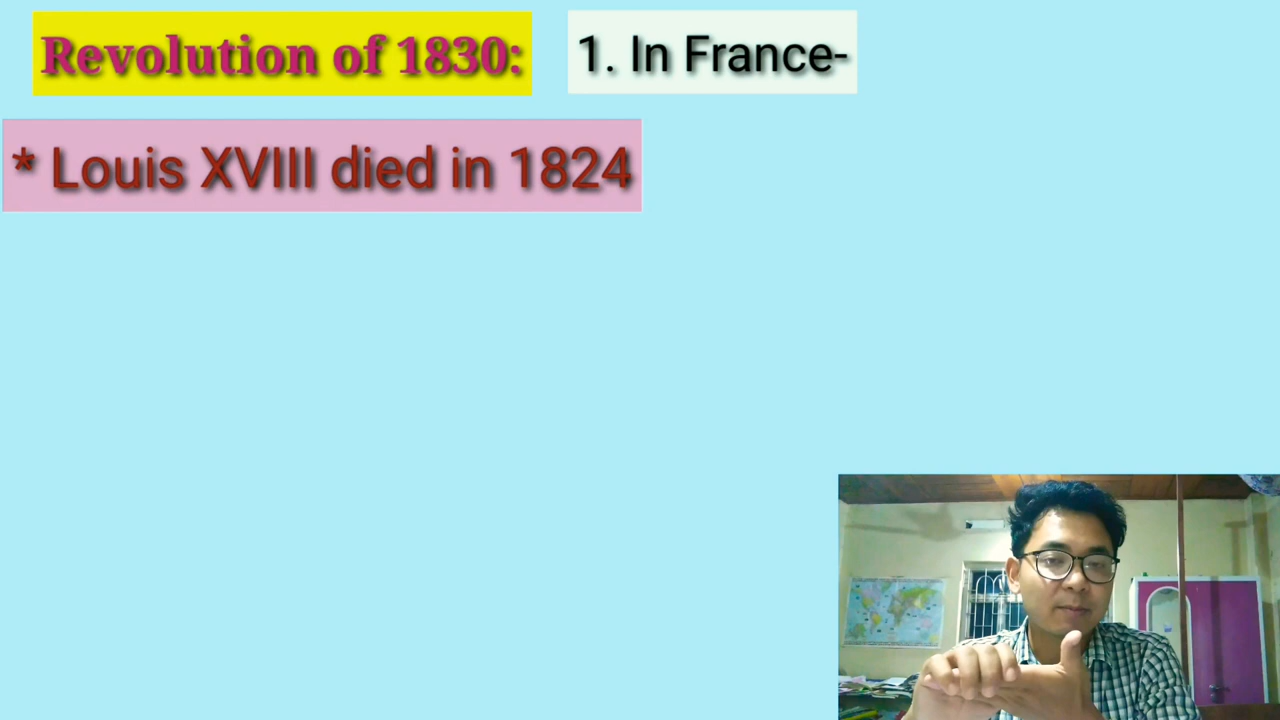 Revolution of 1830: 1. In France-
* Louis XVIII died in 1824